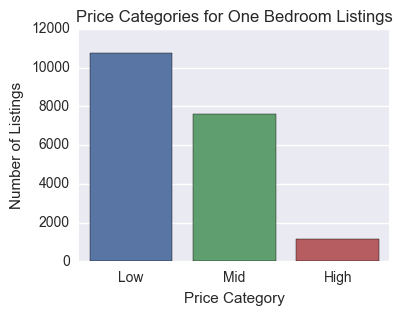 Price Categories for One Bedroom Listings
12000
10000
8000
6000
4000
2000
0
Number of Listings
Low Mid High
Price Category